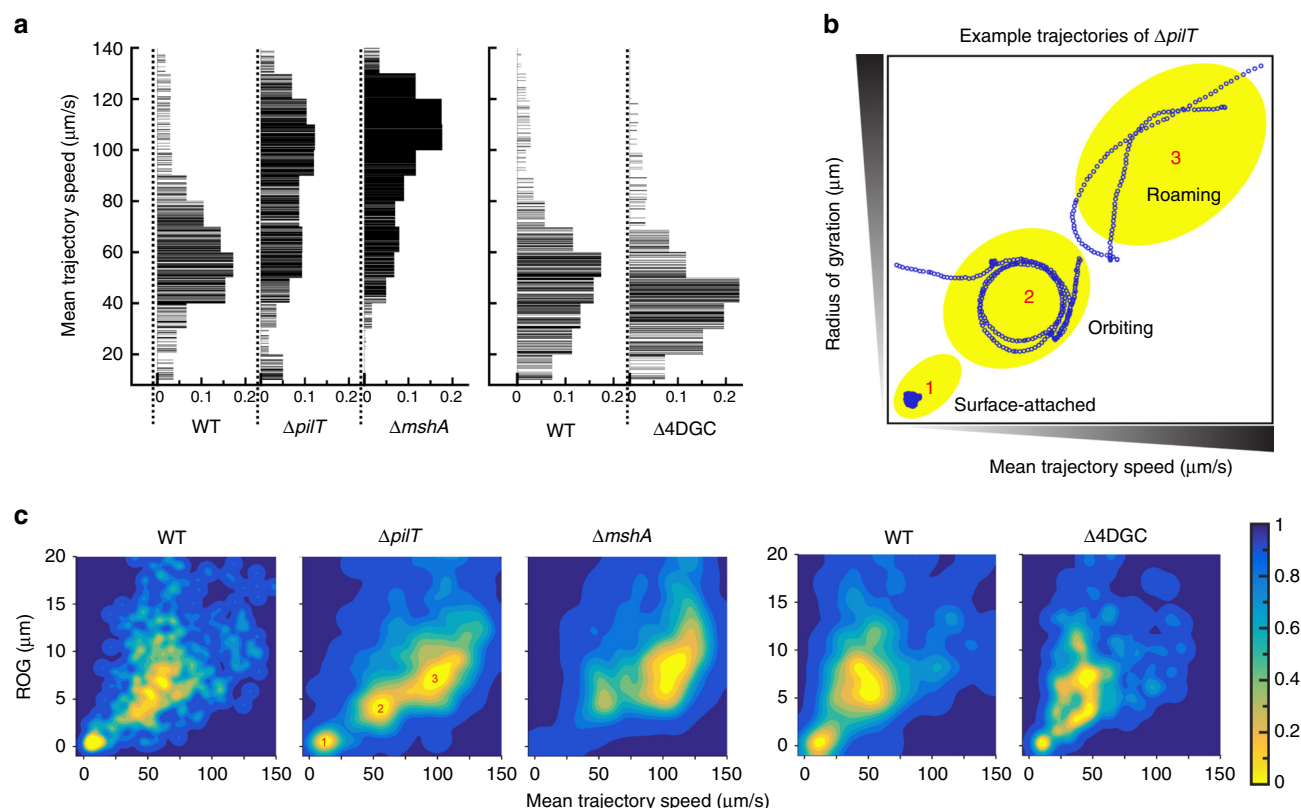 a
140
120
100
80
60
40
20
Mean trajectory speed (μm/s)
0 0.1 0.2
0 0.1 0.2
0 0.1 0.2
0 0.1 0.2
0 0.1 0.2
WT
ΔpilT
ΔmshA
WT
Δ4DGC
b
Example trajectories of ΔpilT
Radius of gyration (μm)
3
Roaming
2
Orbiting
1
Surface-attached
Mean trajectory speed (μm/s)
c
WT
ΔpilT
ΔmshA
WT
Δ4DGC
20
15
10
5
0
ROG (μm)
1
2
3
0 50 100 150
0 50 100 150
0 50 100 150
0 50 100 150
0 50 100 150
Mean trajectory speed (μm/s)
1
0.8
0.6
0.4
0.2
0